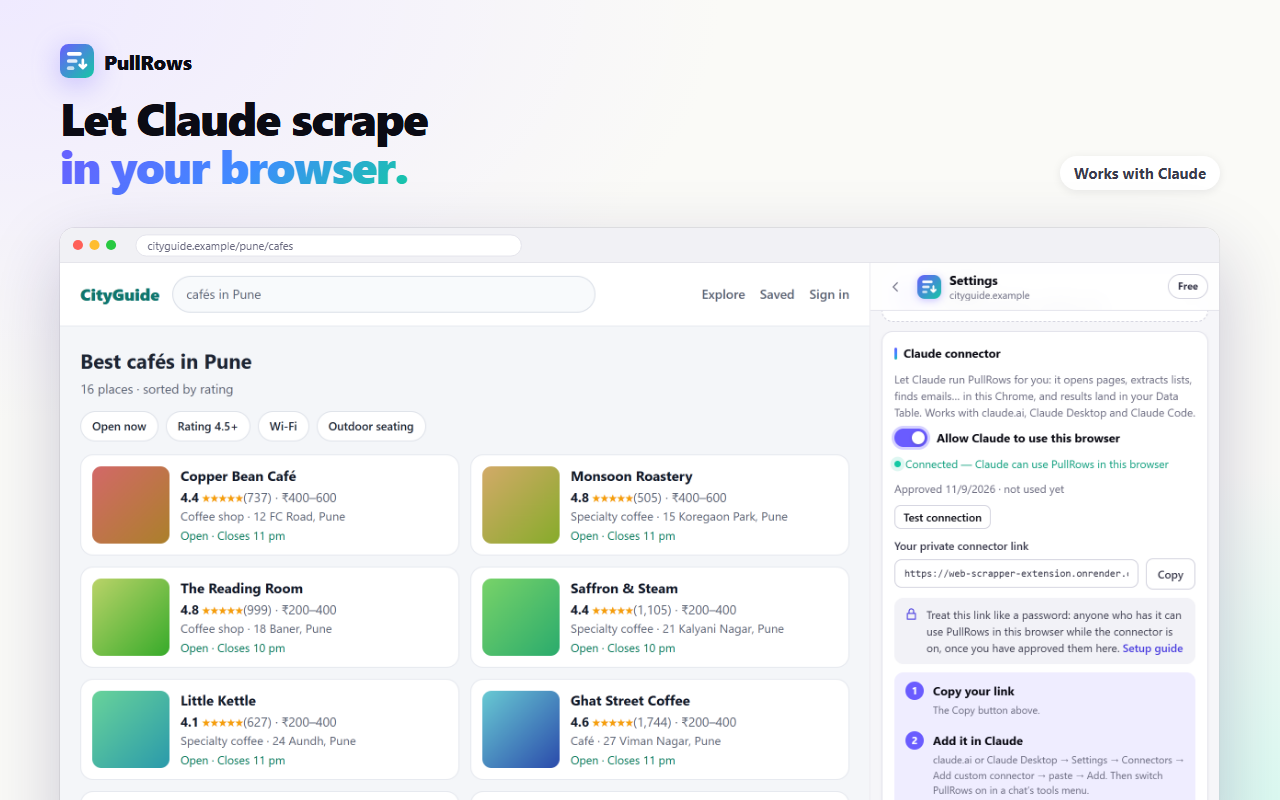 PullRows
Let Claude scrape
in your browser.
Works with Claude
cityguide.example/pune/cafes
CityGuide
cafés in Pune
Explore
Saved
Sign in
Best cafés in Pune
16 places · sorted by rating
Open now
Rating 4.5+
Wi-Fi
Outdoor seating
Copper Bean Café
4.4 ★★★★★(737) · ₹400–600
Coffee shop · 12 FC Road, Pune
Open · Closes 11 pm
Monsoon Roastery
4.8 ★★★★★(505) · ₹400–600
Specialty coffee · 15 Koregaon Park, Pune
Open · Closes 11 pm
The Reading Room
4.8 ★★★★★(999) · ₹200–400
Coffee shop · 18 Baner, Pune
Open · Closes 10 pm
Saffron & Steam
4.4 ★★★★★(1,105) · ₹200–400
Specialty coffee · 21 Kalyani Nagar, Pune
Open · Closes 10 pm
Little Kettle
4.1 ★★★★★(627) · ₹200–400
Specialty coffee · 24 Aundh, Pune
Open · Closes 11 pm
Ghat Street Coffee
4.6 ★★★★★(1,744) · ₹200–400
Café · 27 Viman Nagar, Pune
Open · Closes 11 pm
Settings
cityguide.example
Free
Claude connector
Let Claude run PullRows for you: it opens pages, extracts lists,
finds emails... in this Chrome, and results land in your Data
Table. Works with claude.ai, Claude Desktop and Claude Code.
Allow Claude to use this browser
Connected — Claude can use PullRows in this browser
Approved 11/9/2026 · not used yet
Test connection
Your private connector link
https://web-scrapper-extension.onrender.
Copy
Treat this link like a password: anyone who has it can
use PullRows in this browser while the connector is
on, once you have approved them here. Setup guide
1 Copy your link
The Copy button above.
2 Add it in Claude
claude.ai or Claude Desktop → Settings → Connectors →
Add custom connector → paste → Add. Then switch
PullRows on in a chat's tools menu.